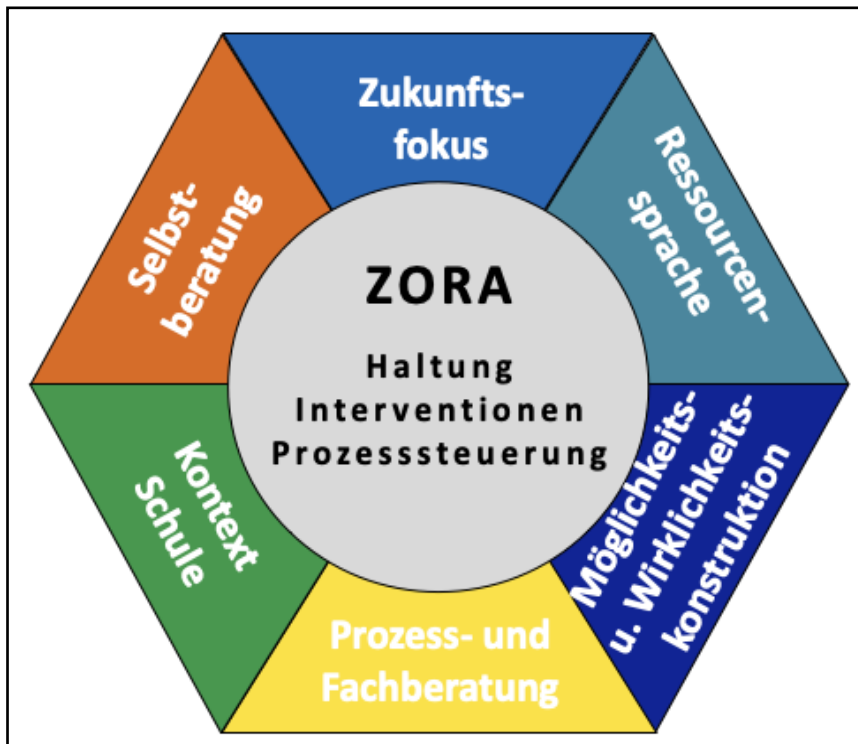 Zukunfts-
fokus
Ressourcen-
sprache
Möglichkeits-
u. Wirklichkeits-
konstruktion
Prozess- und
Fachberatung
Kontext
Schule
Selbst-
beratung
ZORA
Haltung
Interventionen
Prozesssteuerung